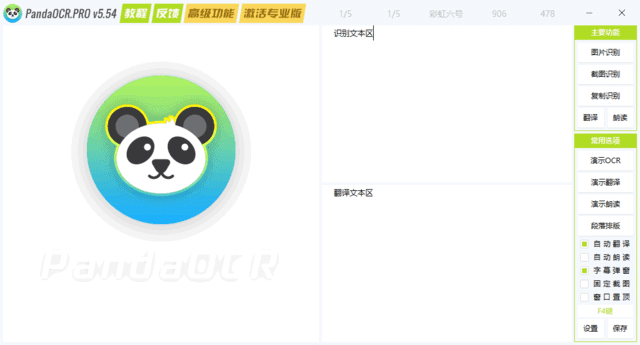 PandaOCR.PRO v5.54 教程 反馈 高级功能 激活专业版 1/5 1/5 彩虹六号 906 478
识别文本区
翻译文本区
PandaOCR
主要功能
图片识别
截图识别
复制识别
翻译 朗读
常用选项
演示OCR
演示翻译
演示朗读
段落排版
自动翻译
自动朗读
字幕弹窗
固定截图
窗口置顶
F4键
设置 保存